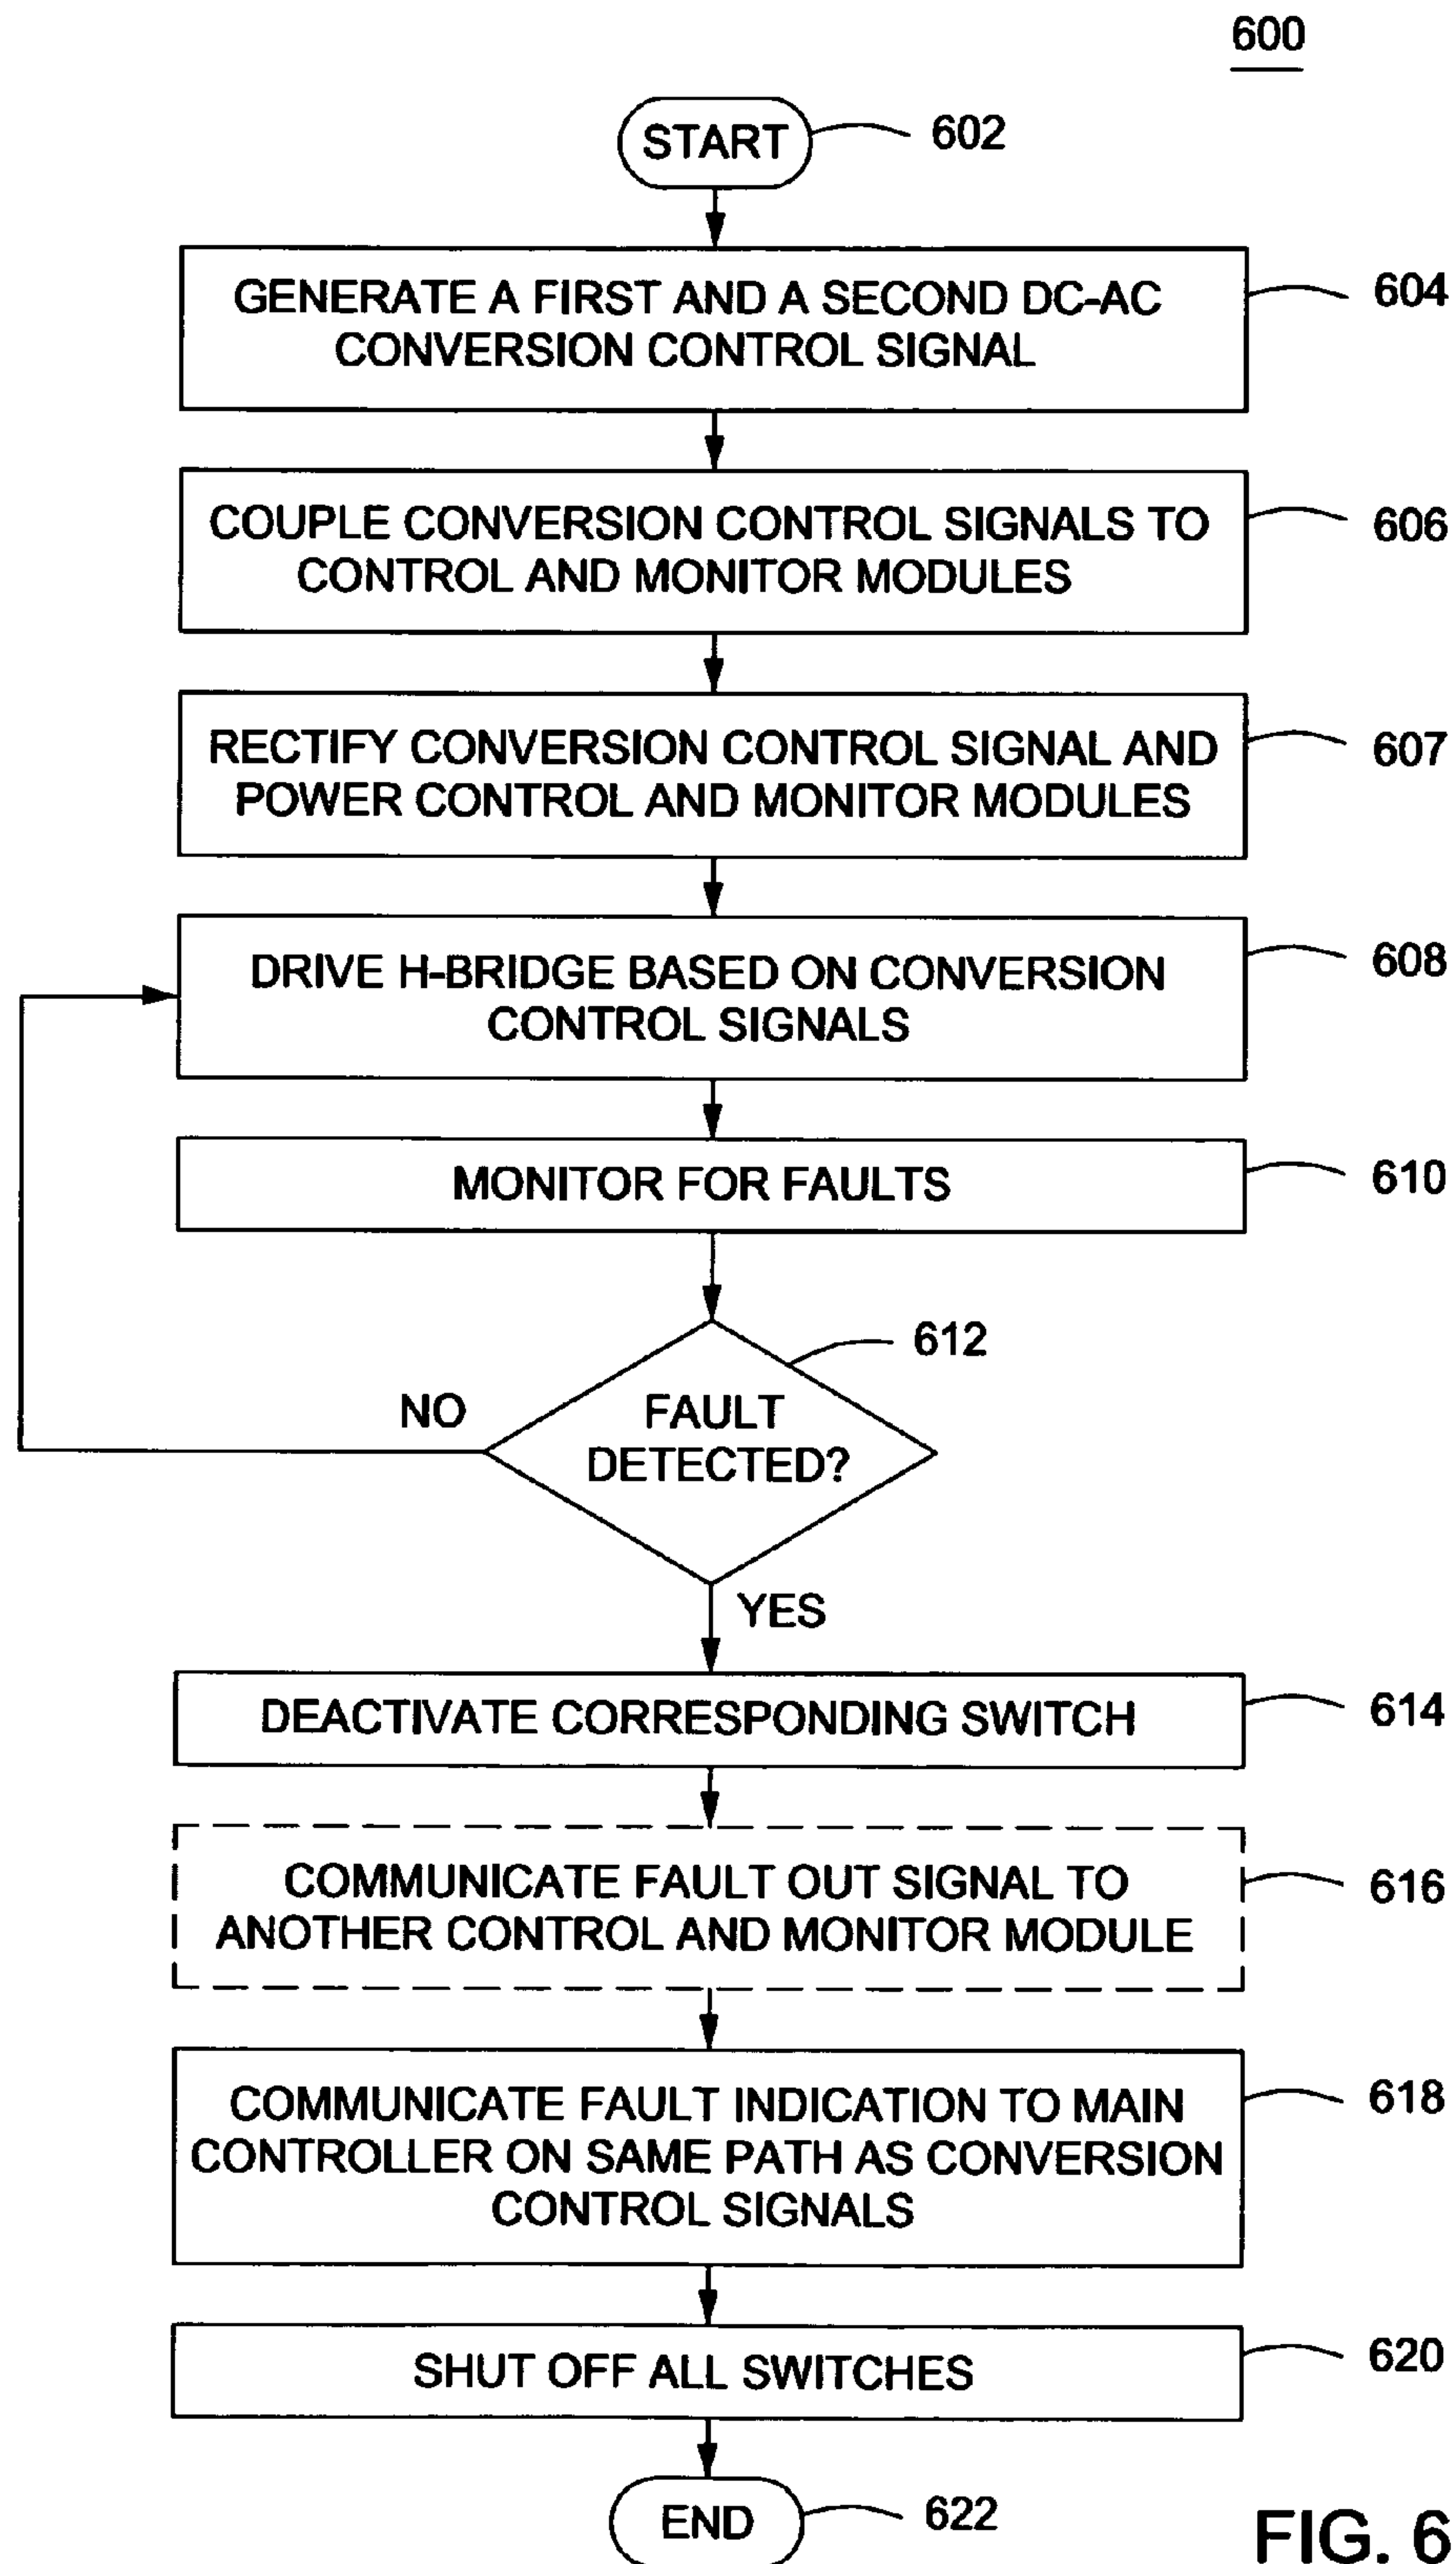 600
START
602
GENERATE A FIRST AND A SECOND DC-AC
CONVERSION CONTROL SIGNAL
604
COUPLE CONVERSION CONTROL SIGNALS TO
CONTROL AND MONITOR MODULES
606
RECTIFY CONVERSION CONTROL SIGNAL AND
POWER CONTROL AND MONITOR MODULES
607
DRIVE H-BRIDGE BASED ON CONVERSION
CONTROL SIGNALS
608
MONITOR FOR FAULTS
610
612
NO
FAULT
DETECTED?
YES
DEACTIVATE CORRESPONDING SWITCH
614
COMMUNICATE FAULT OUT SIGNAL TO
ANOTHER CONTROL AND MONITOR MODULE
616
COMMUNICATE FAULT INDICATION TO MAIN
CONTROLLER ON SAME PATH AS CONVERSION
CONTROL SIGNALS
618
SHUT OFF ALL SWITCHES
620
END
622
FIG. 6